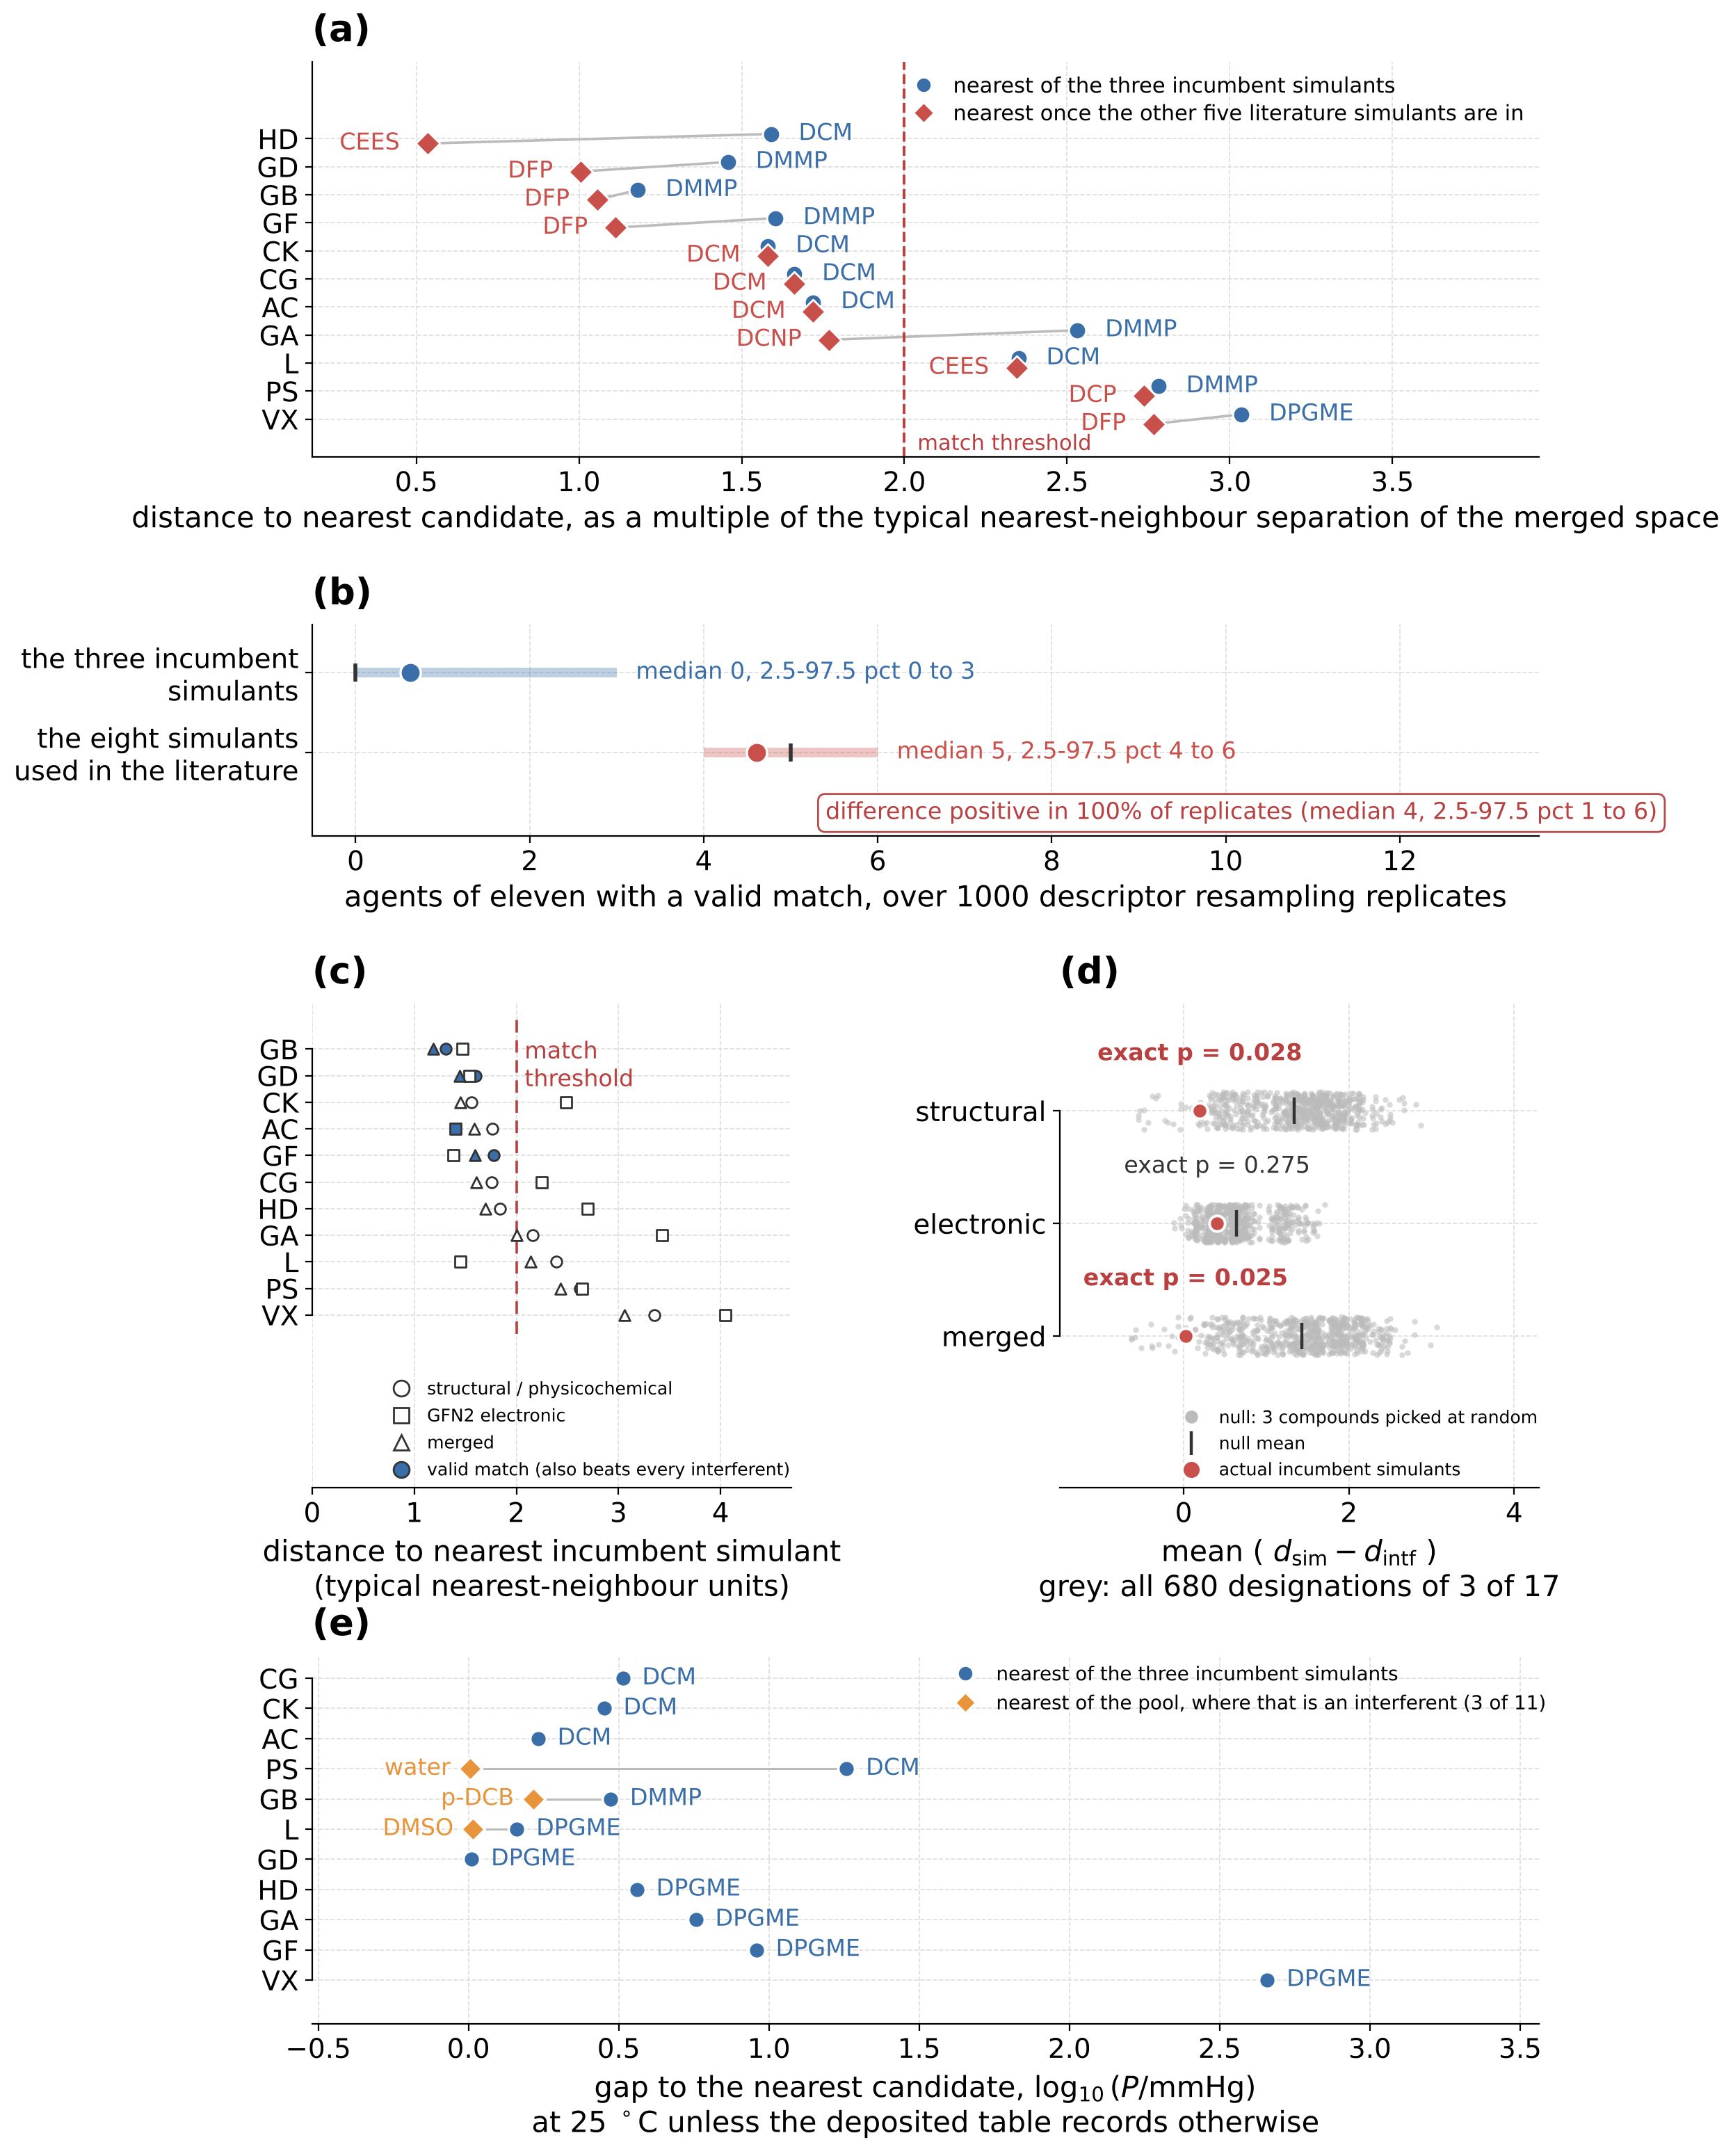 (a)
nearest of the three incumbent simulants
nearest once the other five literature simulants are in
HD
CEES
DCM
GD
DFP
DMMP
GB
DFP
DMMP
GF
DFP
DMMP
CK
DCM
DCM
CG
DCM
DCM
AC
DCM
DCM
GA
DCNP
DMMP
L
CEES
DCM
PS
DCP
DMMP
VX
DFP
DPGME
match threshold
0.5 1.0 1.5 2.0 2.5 3.0 3.5
distance to nearest candidate, as a multiple of the typical nearest-neighbour separation of the merged space
(b)
the three incumbent
simulants
median 0, 2.5-97.5 pct 0 to 3
the eight simulants
used in the literature
median 5, 2.5-97.5 pct 4 to 6
difference positive in 100% of replicates (median 4, 2.5-97.5 pct 1 to 6)
0 2 4 6 8 10 12
agents of eleven with a valid match, over 1000 descriptor resampling replicates
(c)
GB
GD
CK
AC
GF
CG
HD
GA
L
PS
VX
match
threshold
structural / physicochemical
GFN2 electronic
merged
valid match (also beats every interferent)
0 1 2 3 4
distance to nearest incumbent simulant
(typical nearest-neighbour units)
(d)
exact p = 0.028
structural
exact p = 0.275
electronic
exact p = 0.025
merged
null: 3 compounds picked at random
null mean
actual incumbent simulants
0 2 4
mean ( d_sim − d_intf )
grey: all 680 designations of 3 of 17
(e)
nearest of the three incumbent simulants
nearest of the pool, where that is an interferent (3 of 11)
CG
DCM
CK
DCM
AC
DCM
PS
water
DCM
GB
p-DCB
DMMP
L
DMSO
DPGME
GD
DPGME
HD
DPGME
GA
DPGME
GF
DPGME
VX
DPGME
−0.5 0.0 0.5 1.0 1.5 2.0 2.5 3.0 3.5
gap to the nearest candidate, log₁₀ (P/mmHg)
at 25 °C unless the deposited table records otherwise